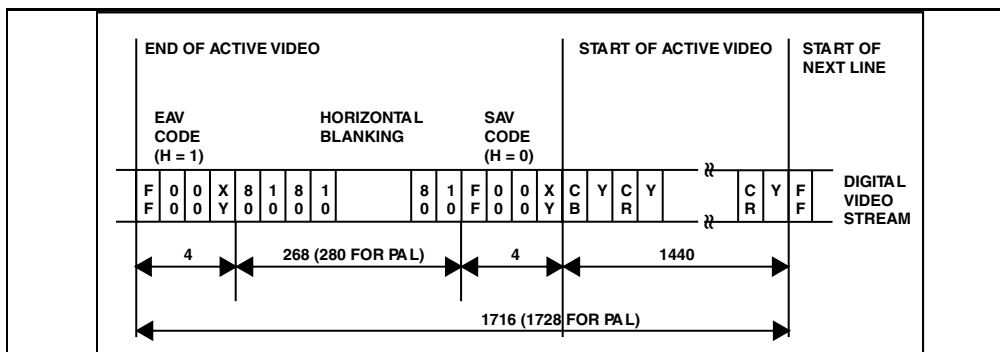 END OF ACTIVE VIDEO START OF ACTIVE VIDEO START OF
NEXT LINE
EAV
CODE
(H = 1)
HORIZONTAL
BLANKING
SAV
CODE
(H = 0)
F 0 0 X 8 1 8 1 8 1 F 0 0 X C Y C Y C Y F
F 0 0 Y 0 0 0 0 0 0 F 0 0 Y B R R F
DIGITAL
VIDEO
STREAM
4 268 (280 FOR PAL) 4 1440
1716 (1728 FOR PAL)